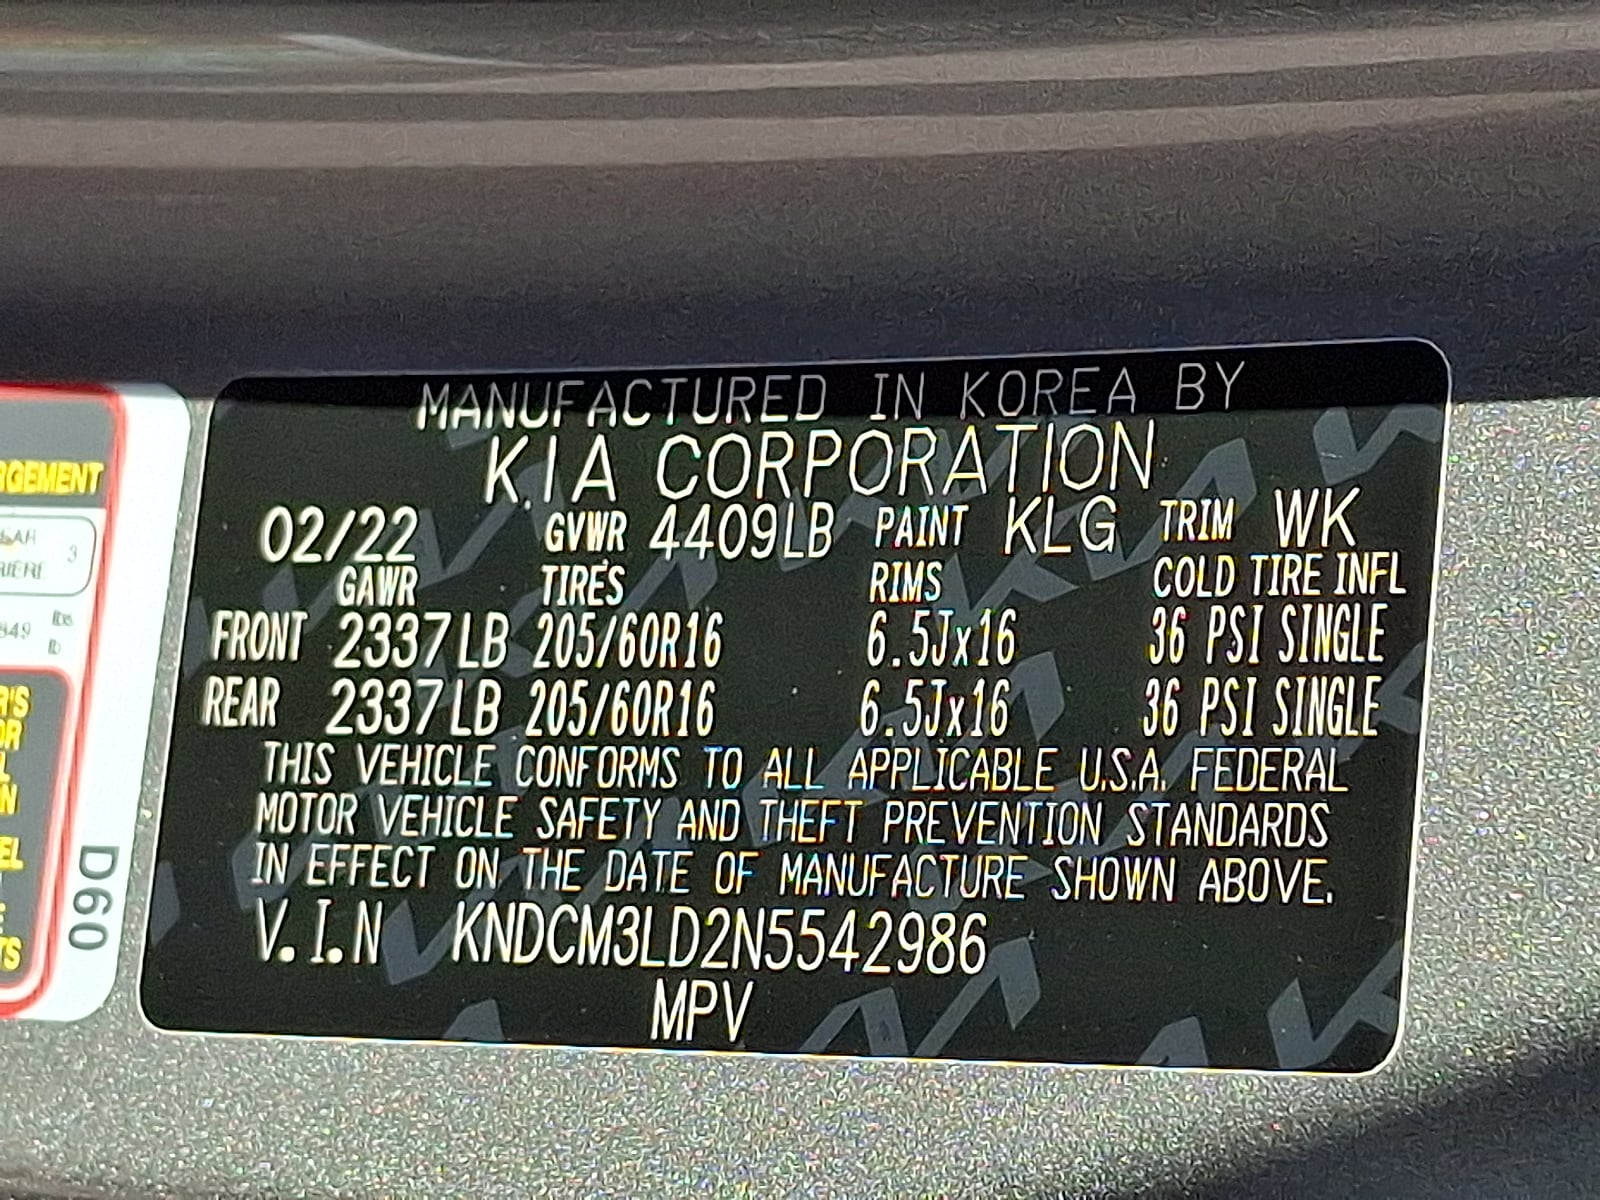 MANUFACTURED IN KOREA BY
KIA CORPORATION
02/22 GVWR 4409LB PAINT KLG TRIM WK
GAWR TIRES RIMS COLD TIRE INFL
FRONT 2337LB 205/60R16 6.5Jx16 36 PSI SINGLE
REAR 2337LB 205/60R16 6.5Jx16 36 PSI SINGLE
THIS VEHICLE CONFORMS TO ALL APPLICABLE U.S.A. FEDERAL
MOTOR VEHICLE SAFETY AND THEFT PREVENTION STANDARDS
IN EFFECT ON THE DATE OF MANUFACTURE SHOWN ABOVE.
V.I.N KNDCM3LD2N5542986
MPV
D60